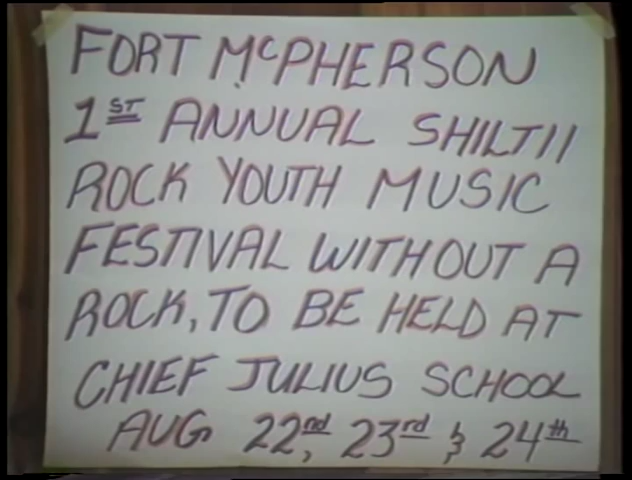 FORT McPHERSON
1ST ANNUAL SHILTII
ROCK YOUTH MUSIC
FESTIVAL WITHOUT A
ROCK, TO BE HELD AT
CHIEF JULIUS SCHOOL
AUG 22nd, 23rd & 24th